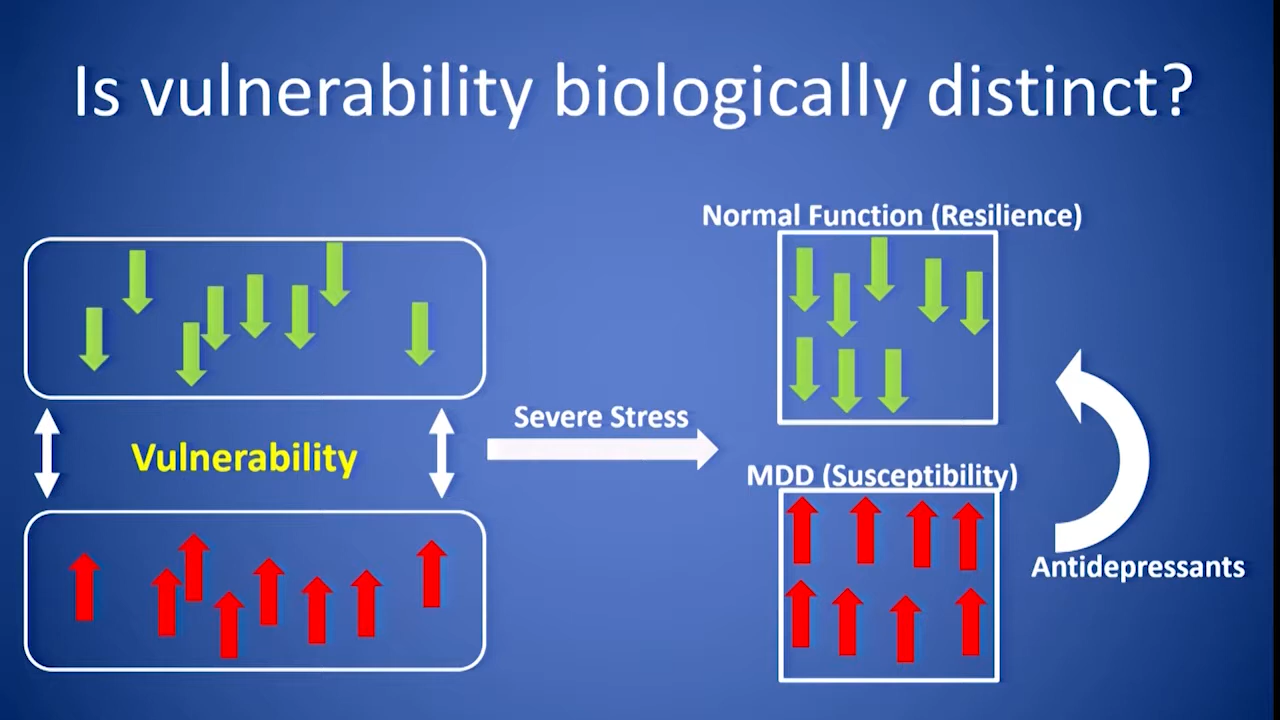 Is vulnerability biologically distinct?
Normal Function (Resilience)
Severe Stress
Vulnerability
MDD (Susceptibility)
Antidepressants